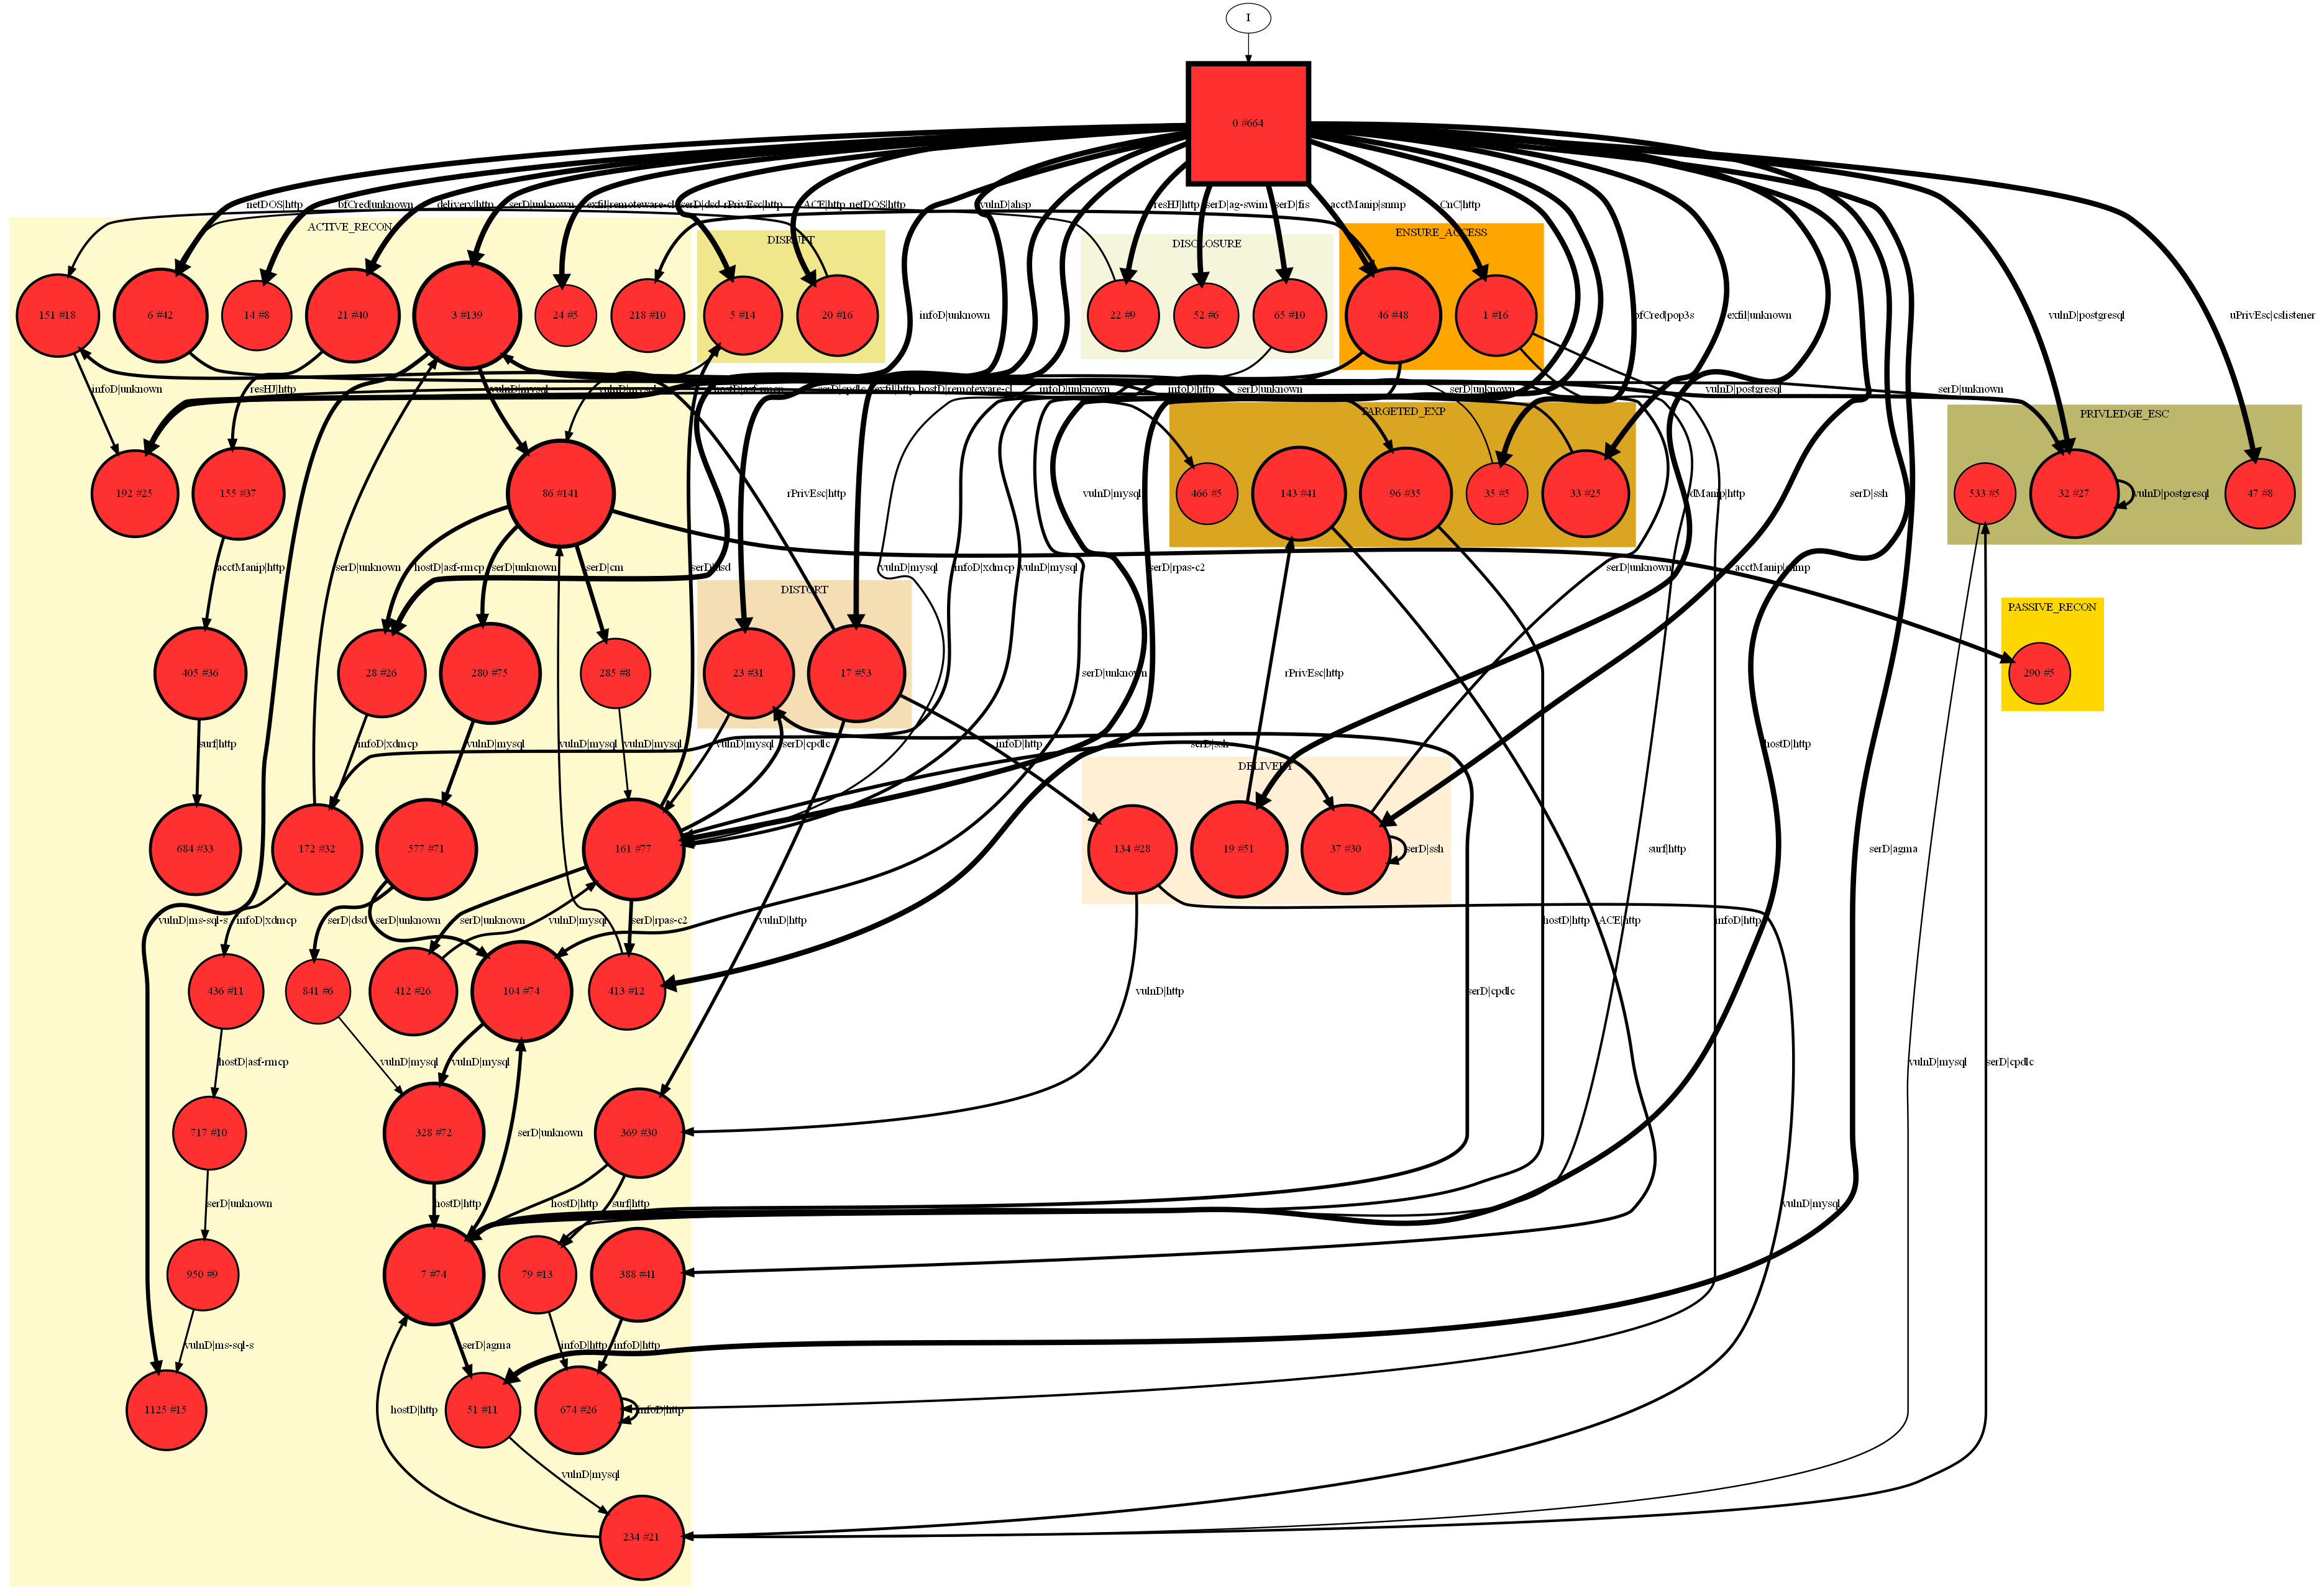 I
0 #664
netDOS|http
bfCred|unknown
delivery|http
serD|unknown
exfil|remoteware-cl
serD|dsd
rPrivEsc|http
ACE|http
netDOS|http
vulnD|ahsp
resHJ|http
serD|ag-swim
serD|fis
acctManip|snmp
CnC|http
ACTIVE_RECON
DISRUPT
DISCLOSURE
ENSURE_ACCESS
151 #18
6 #42
14 #8
21 #40
3 #139
24 #5
218 #10
5 #14
20 #16
infoD|unknown
22 #9
52 #6
65 #10
46 #48
1 #16
bfCred|pop3s
exfil|unknown
vulnD|postgresql
uPrivEsc|cslistener
infoD|unknown
resHJ|http
vulnD|mysql
serD|cpdlc
exfil|http
hostD|remoteware-cl
infoD|unknown
infoD|http
serD|unknown
serD|unknown
vulnD|postgresql
serD|unknown
TARGETED_EXP
PRIVLEDGE_ESC
192 #25
155 #37
86 #141
rPrivEsc|http
vulnD|mysql
466 #5
143 #41
96 #35
35 #5
33 #25
dManip|http
serD|ssh
533 #5
32 #27
vulnD|postgresql
47 #8
acctManip|http
serD|unknown
hostD|asf-rmcp
serD|unknown
serD|cm
serD|dsd
vulnD|mysql
infoD|xdmcp
vulnD|mysql
serD|rpas-c2
serD|unknown
acctManip|snmp
DISTORT
PASSIVE_RECON
405 #36
28 #26
280 #75
285 #8
23 #31
17 #53
serD|unknown
rPrivEsc|http
290 #5
surf|http
infoD|xdmcp
vulnD|mysql
vulnD|mysql
vulnD|mysql
vulnD|mysql
serD|cpdlc
infoD|http
serD|ssh
hostD|http
DELIVERY
684 #33
172 #32
577 #71
161 #77
134 #28
19 #51
37 #30
serD|ssh
surf|http
serD|agma
vulnD|ms-sql-s
infoD|xdmcp
serD|dsd
serD|unknown
serD|unknown
vulnD|mysql
serD|rpas-c2
vulnD|http
hostD|http
ACE|http
infoD|http
436 #11
841 #6
412 #26
104 #74
413 #12
vulnD|http
serD|cpdlc
hostD|asf-rmcp
vulnD|mysql
vulnD|mysql
vulnD|mysql
serD|cpdlc
717 #10
328 #72
serD|unknown
369 #30
serD|unknown
hostD|http
hostD|http
surf|http
vulnD|mysql
950 #9
7 #74
79 #13
388 #41
vulnD|ms-sql-s
serD|agma
infoD|http
infoD|http
1125 #15
hostD|http
51 #11
674 #26
infoD|http
vulnD|mysql
234 #21